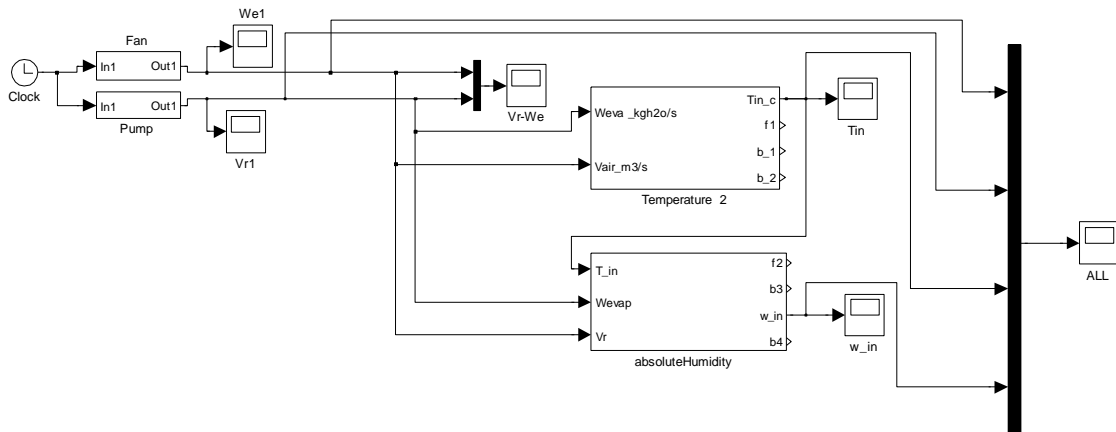 We1
Fan
In1
Out1
Clock
In1
Out1
Pump
Vr1
Vr-We
Weva _kgh2o/s
Vair_m3/s
Tin_c
f1
b_1
b_2
Temperature 2
Tin
T_in
Wevap
Vr
f2
b3
w_in
b4
absoluteHumidity
w_in
ALL